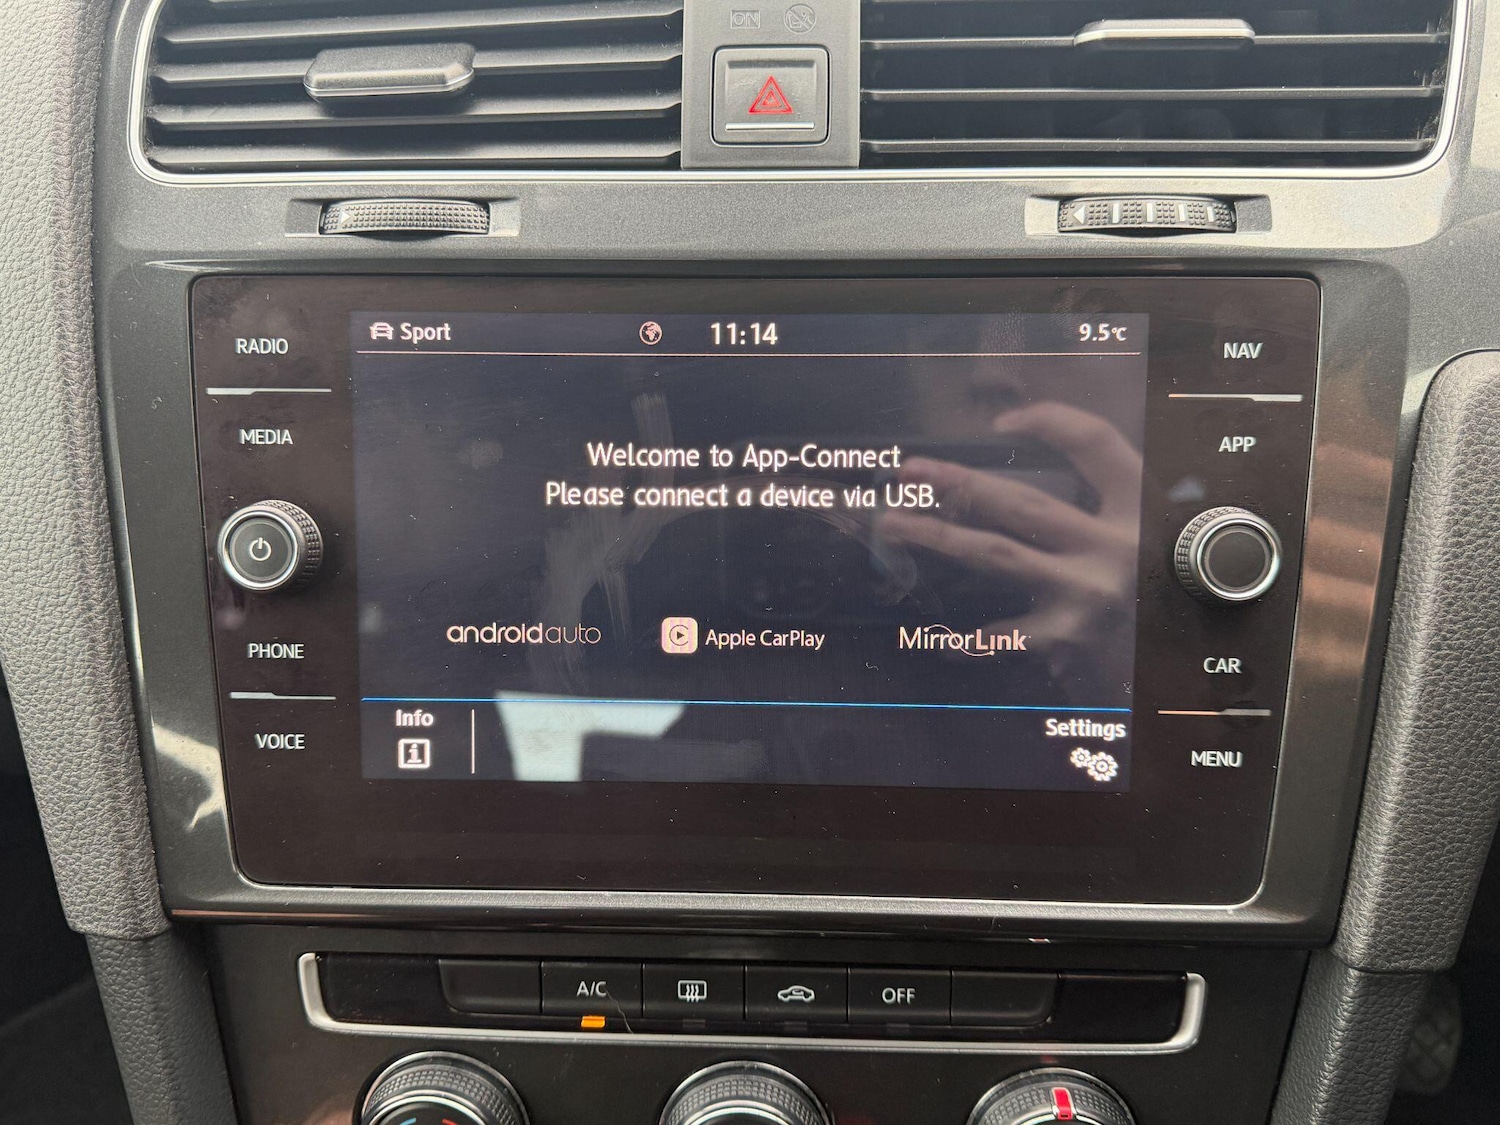 ON
Sport 11:14 9.5°C
RADIO
MEDIA
PHONE
VOICE
Welcome to App-Connect
Please connect a device via USB.
androidauto Apple CarPlay MirrorLink
Info Settings
NAV
APP
CAR
MENU
A/C OFF